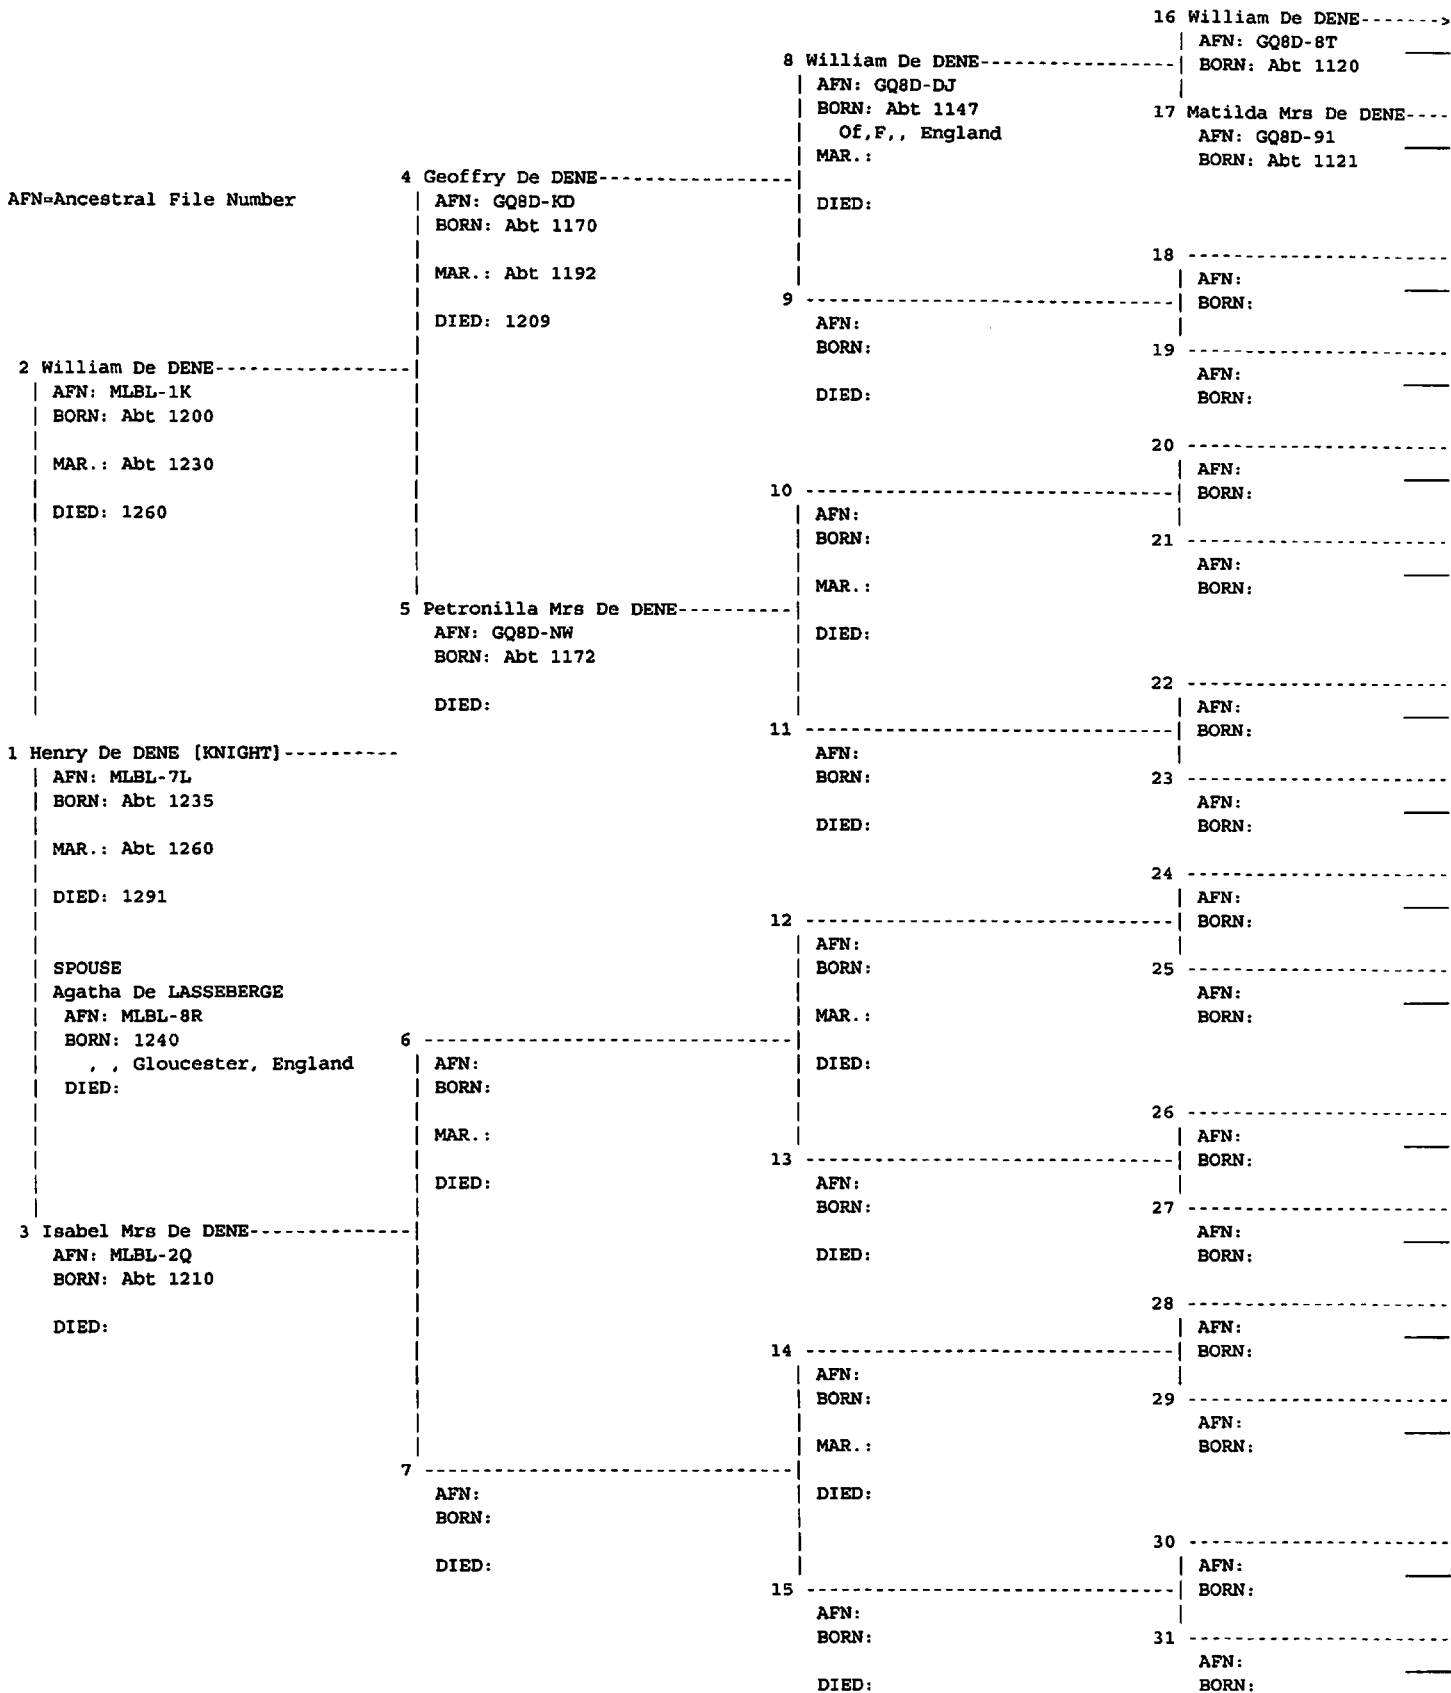 AFN=Ancestral File Number
1 Henry De DENE [KNIGHT]----------
AFN: MLBL-7L
BORN: Abt 1235
MAR.: Abt 1260
DIED: 1291
SPOUSE
Agatha De LASSEBERGE
AFN: MLBL-8R
BORN: 1240
, , Gloucester, England
DIED:
2 William De DENE----------------
AFN: MLBL-1K
BORN: Abt 1200
MAR.: Abt 1230
DIED: 1260
3 Isabel Mrs De DENE-------------
AFN: MLBL-2Q
BORN: Abt 1210
DIED:
4 Geoffry De DENE----------------
AFN: GQ8D-KD
BORN: Abt 1170
MAR.: Abt 1192
DIED: 1209
5 Petronilla Mrs De DENE----------
AFN: GQ8D-NW
BORN: Abt 1172
DIED:
6 -------------------------------
AFN:
BORN:
MAR.:
DIED:
7 -------------------------------
AFN:
BORN:
DIED:
8 William De DENE----------------
AFN: GQ8D-DJ
BORN: Abt 1147
Of,F,, England
MAR.:
DIED:
9 -------------------------------
AFN:
BORN:
DIED:
10 -------------------------------
AFN:
BORN:
MAR.:
DIED:
11 -------------------------------
AFN:
BORN:
DIED:
12 -------------------------------
AFN:
BORN:
MAR.:
DIED:
13 -------------------------------
AFN:
BORN:
DIED:
14 -------------------------------
AFN:
BORN:
MAR.:
DIED:
15 -------------------------------
AFN:
BORN:
DIED:
16 William De DENE------->
AFN: GQ8D-8T
BORN: Abt 1120
17 Matilda Mrs De DENE----
AFN: GQ8D-91
BORN: Abt 1121
18 ----------------------
AFN:
BORN:
19 ----------------------
AFN:
BORN:
20 ----------------------
AFN:
BORN:
21 ----------------------
AFN:
BORN:
22 ----------------------
AFN:
BORN:
23 ----------------------
AFN:
BORN:
24 ----------------------
AFN:
BORN:
25 ----------------------
AFN:
BORN:
26 ----------------------
AFN:
BORN:
27 ----------------------
AFN:
BORN:
28 ----------------------
AFN:
BORN:
29 ----------------------
AFN:
BORN:
30 ----------------------
AFN:
BORN:
31 ----------------------
AFN:
BORN: